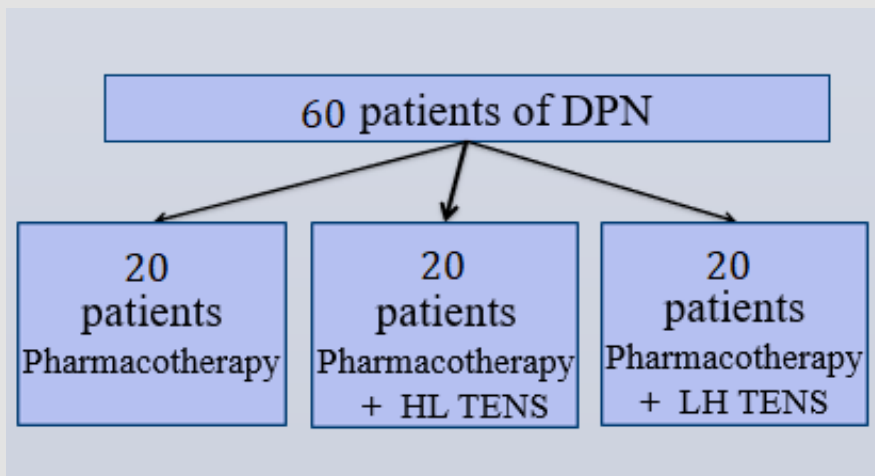 60 patients of DPN
20
patients
Pharmacotherapy
20
patients
Pharmacotherapy
+ HL TENS
20
patients
Pharmacotherapy
+ LH TENS